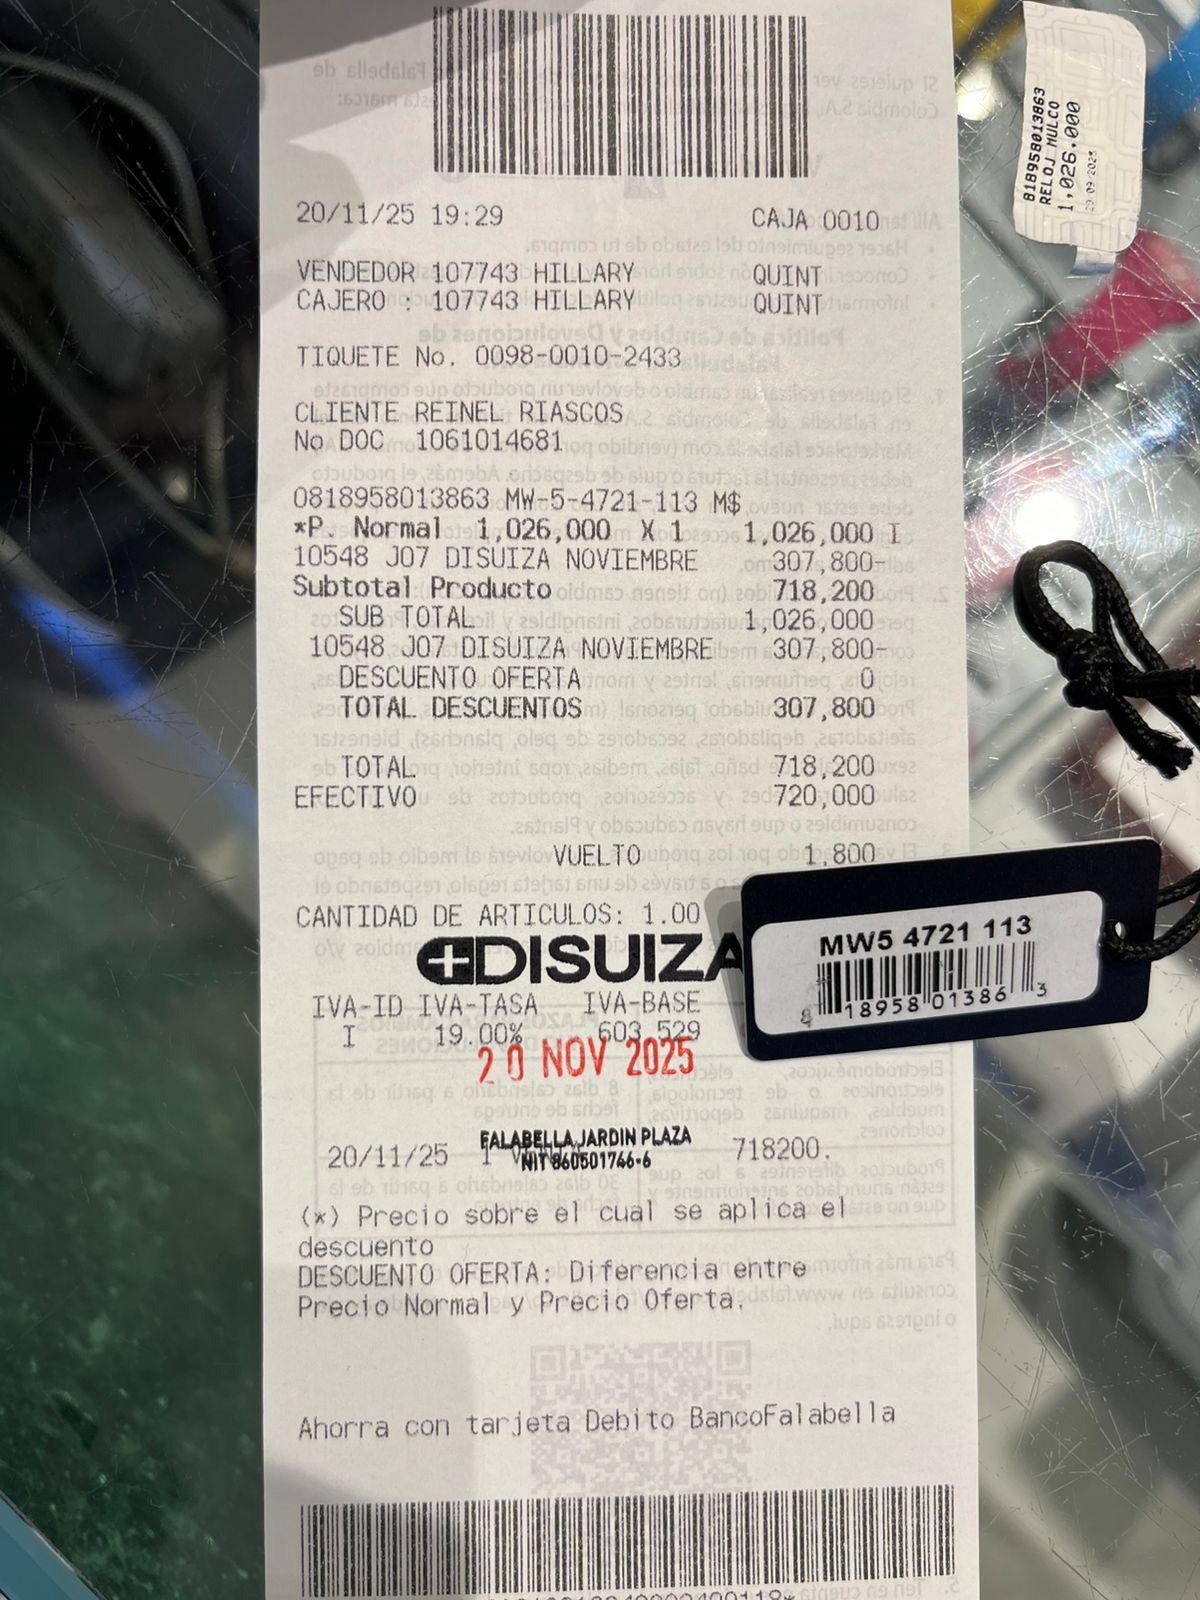 20/11/25 19:29 CAJA 0010
VENDEDOR 107743 HILLARY QUINT
CAJERO : 107743 HILLARY QUINT
TIQUETE No. 0098-0010-2433
CLIENTE REINEL RIASCOS
No DOC 1061014681
0818958013863 MW-5-4721-113 M$
*P. Normal 1,026,000 X 1 1,026,000 I
10548 J07 DISUIZA NOVIEMBRE 307,800-
Subtotal Producto 718,200
SUB TOTAL 1,026,000
10548 J07 DISUIZA NOVIEMBRE 307,800-
DESCUENTO OFERTA 0
TOTAL DESCUENTOS 307,800
TOTAL 718,200
EFECTIVO 720,000
VUELTO 1,800
CANTIDAD DE ARTICULOS: 1.00
DISUIZA
IVA-ID IVA-TASA IVA-BASE
I 19.00% 603,529
20 NOV 2025
FALABELLA JARDIN PLAZA
NIT 860501746-6
20/11/25 1 718200.
(*) Precio sobre el cual se aplica el
descuento
DESCUENTO OFERTA: Diferencia entre
Precio Normal y Precio Oferta.
Ahorra con tarjeta Debito BancoFalabella
818958013863
RELOJ MULCO
1,026.000
29/09/2025
MW5 4721 113
8 18958 01386 3